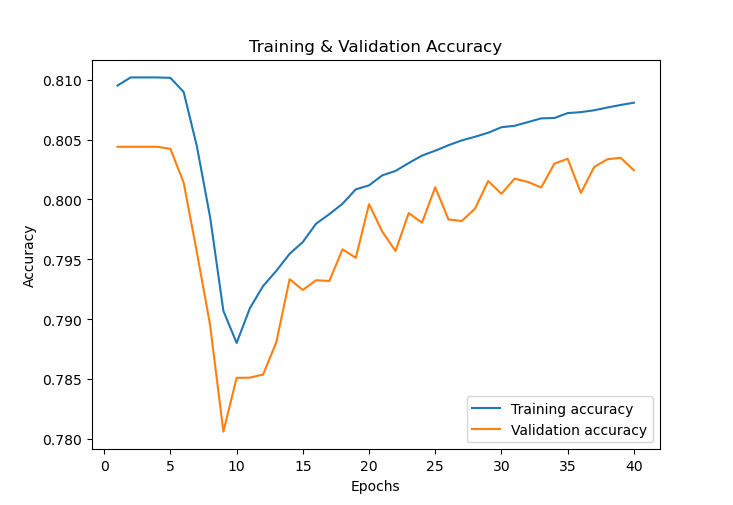 Training & Validation Accuracy
0.810
0.805
0.800
0.795
0.790
0.785
0.780
Accuracy
Training accuracy
Validation accuracy
0 5 10 15 20 25 30 35 40
Epochs